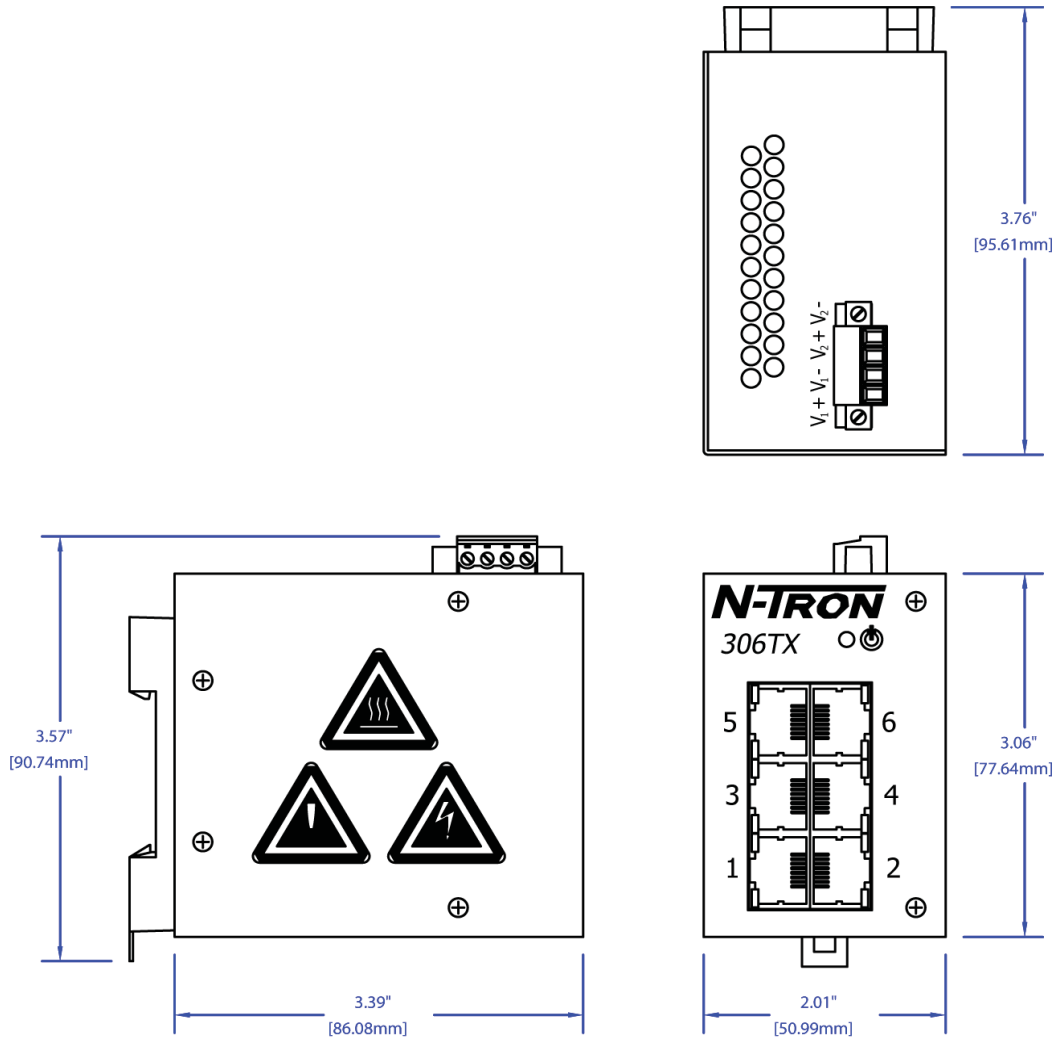 3.76"
[95.61mm]
V₁ + V₁ - V₂ + V₂ -
3.57"
[90.74mm]
3.39"
[86.08mm]
N-TRON
306TX
5
6
3
4
1
2
3.06"
[77.64mm]
2.01"
[50.99mm]